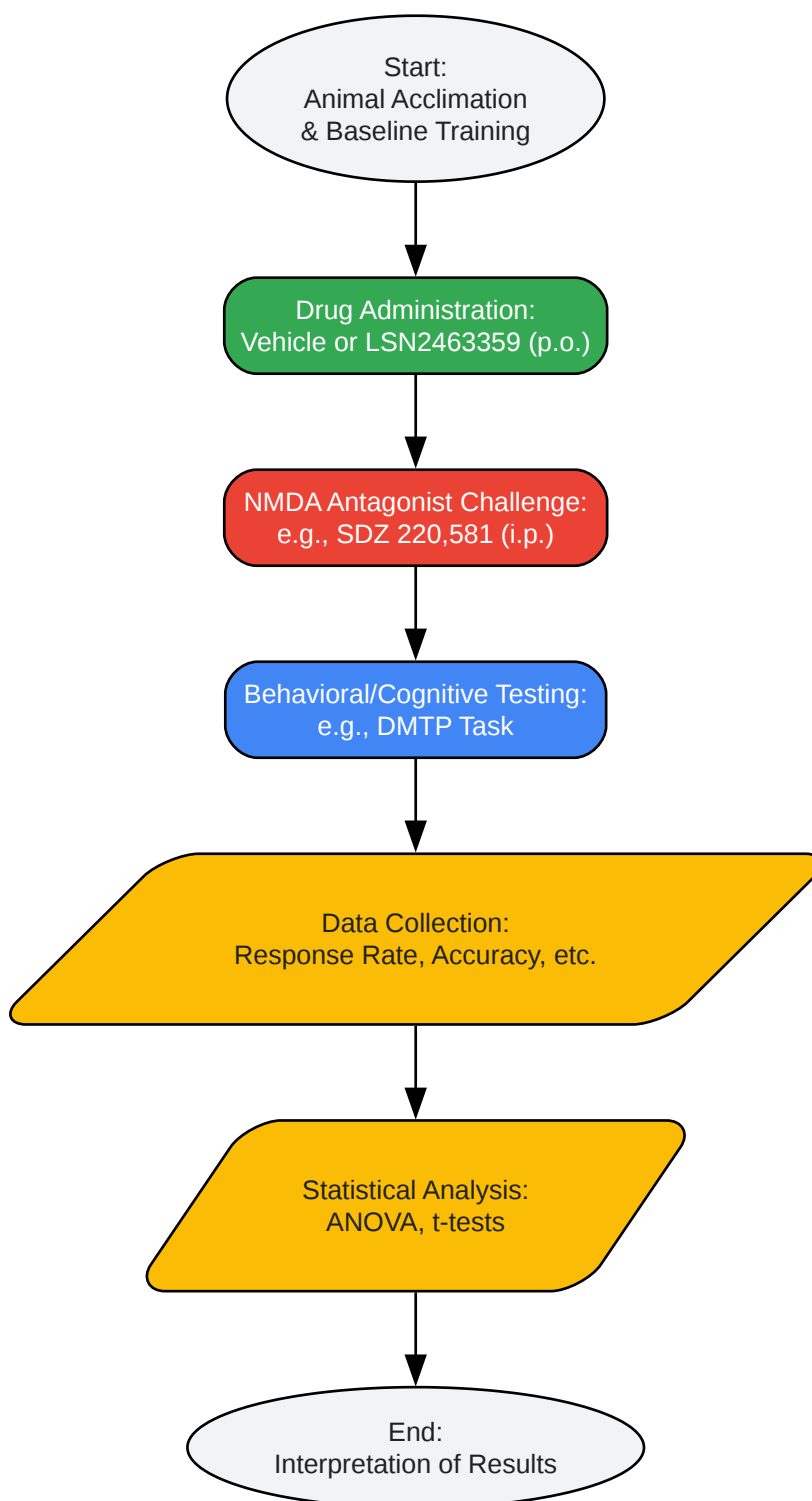 Start:
Animal Acclimation
& Baseline Training
Drug Administration:
Vehicle or LSN2463359 (p.o.)
NMDA Antagonist Challenge:
e.g., SDZ 220,581 (i.p.)
Behavioral/Cognitive Testing:
e.g., DMTP Task
Data Collection:
Response Rate, Accuracy, etc.
Statistical Analysis:
ANOVA, t-tests
End:
Interpretation of Results